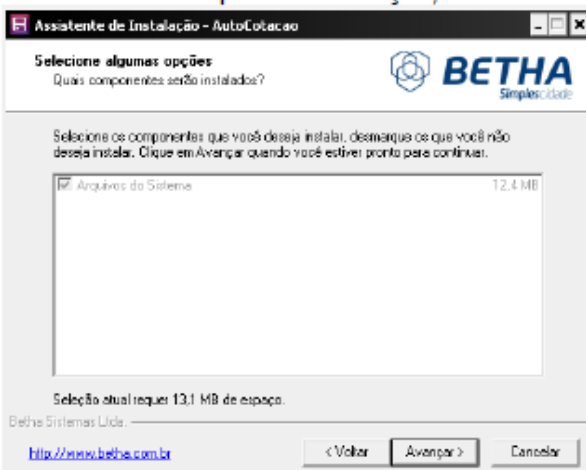 Assistente de Instalação - AutoCotacao
Selecione algumas opções
Quais componentes serão instalados?
BETHA
Simplescidade
Selecione os componentes que você deseja instalar, desmarque os que você não
deseja instalar. Clique em Avançar quando você estiver pronto para continuar.
Arquivos do Sistema 12,4 MB
Seleção atual requer 13,1 MB de espaço.
Betha Sistemas Ltda.
http://www.betha.com.br
< Voltar Avançar > Cancelar